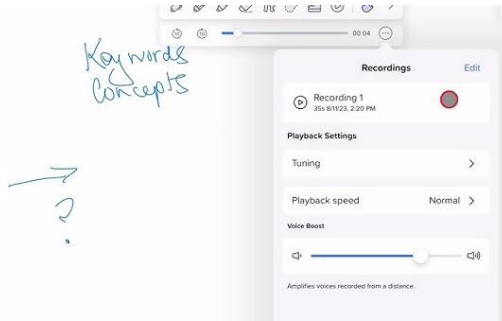 00:04
Keywords
Concepts
?
Recordings
Edit
Recording 1
35s 8/11/23, 2:20 PM
Playback Settings
Tuning
Playback speed
Normal
Voice Boost
Amplifies voices recorded from a distance.